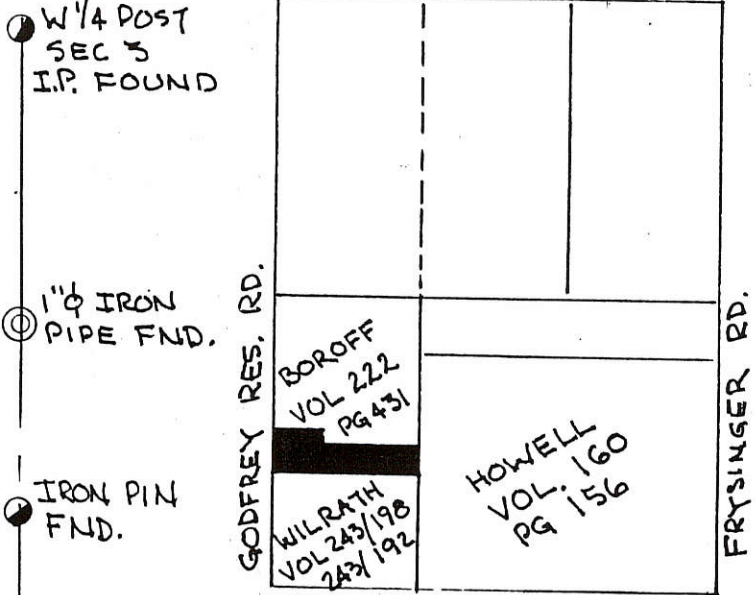 W 1/4 POST
SEC 3
I.P. FOUND
1"ϕ IRON
PIPE FND.
IRON PIN
FND.
GODFREY RES. RD.
BOROFF
VOL 222
PG 431
WILRATH
VOL 243/198
243/192
HOWELL
VOL. 160
PG 156
FRYSINGER RD.